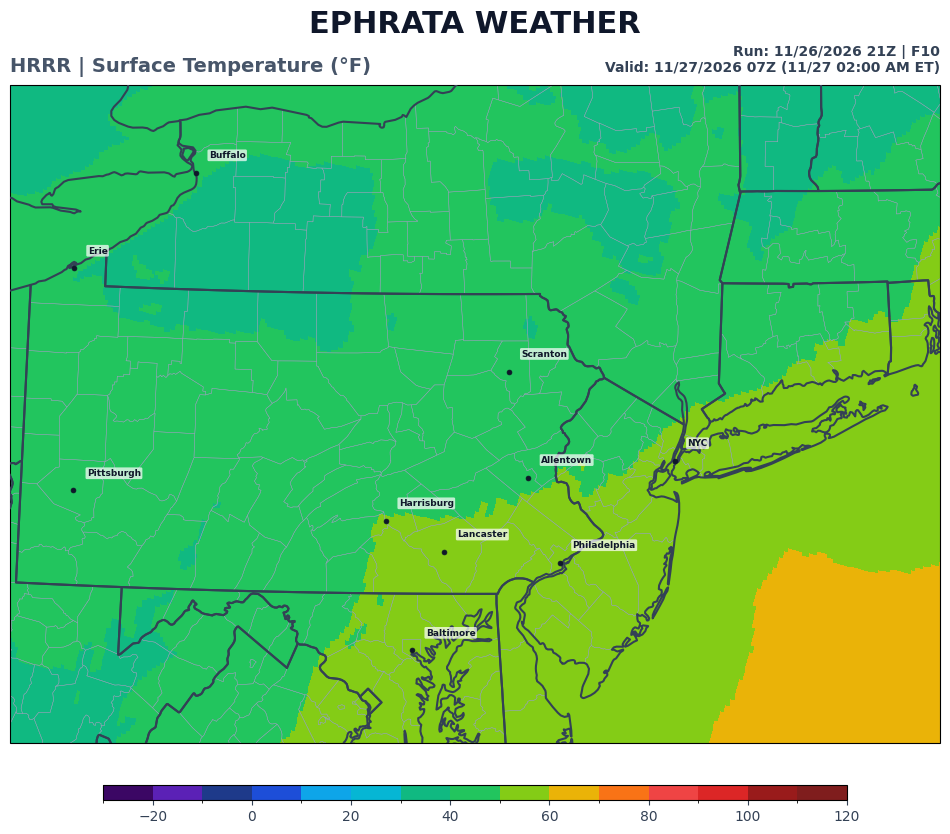 EPHRATA WEATHER
HRRR | Surface Temperature (°F)
Run: 11/26/2026 21Z | F10
Valid: 11/27/2026 07Z (11/27 02:00 AM ET)
Buffalo
Erie
Scranton
NYC
Allentown
Pittsburgh
Harrisburg
Lancaster
Philadelphia
Baltimore
−20 0 20 40 60 80 100 120